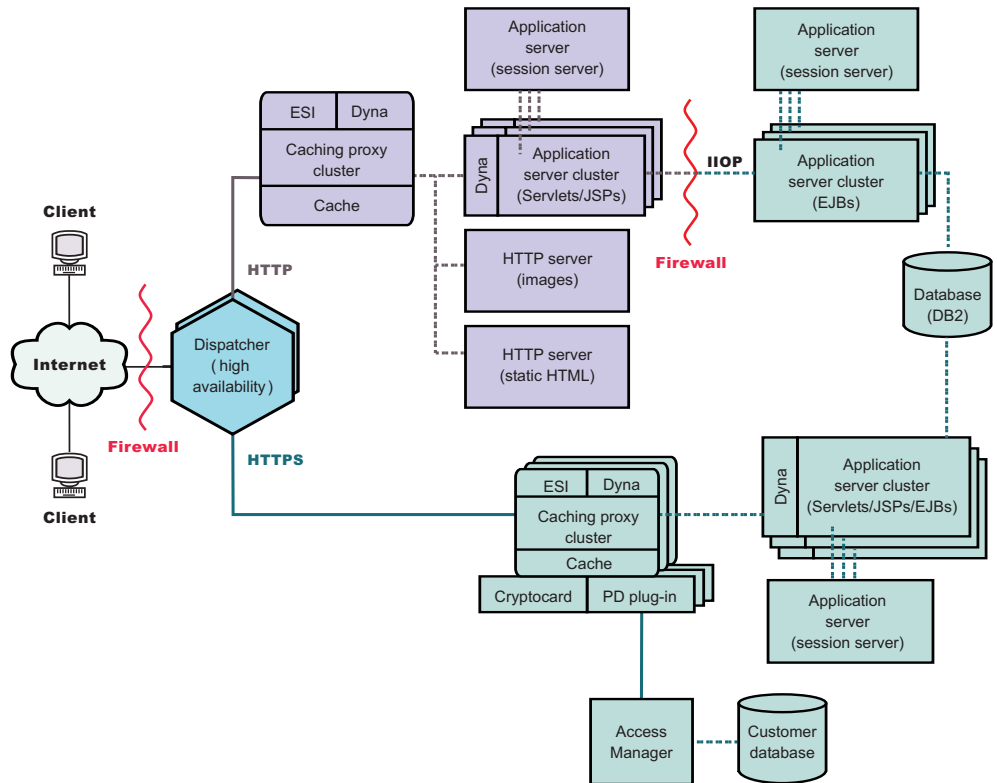 Application
server
(session server)
Application
server
(session server)
ESI
Dyna
Caching proxy
cluster
Cache
Dyna
Application
server cluster
(Servlets/JSPs)
IIOP
Application
server cluster
(EJBs)
Client
HTTP
HTTP server
(images)
Firewall
Database
(DB2)
Internet
Dispatcher
(high
availability)
HTTP server
(static HTML)
Firewall
HTTPS
Client
ESI
Dyna
Caching proxy
cluster
Cache
Cryptocard
PD plug-in
Dyna
Application
server cluster
(Servlets/JSPs/EJBs)
Application
server
(session server)
Access
Manager
Customer
database